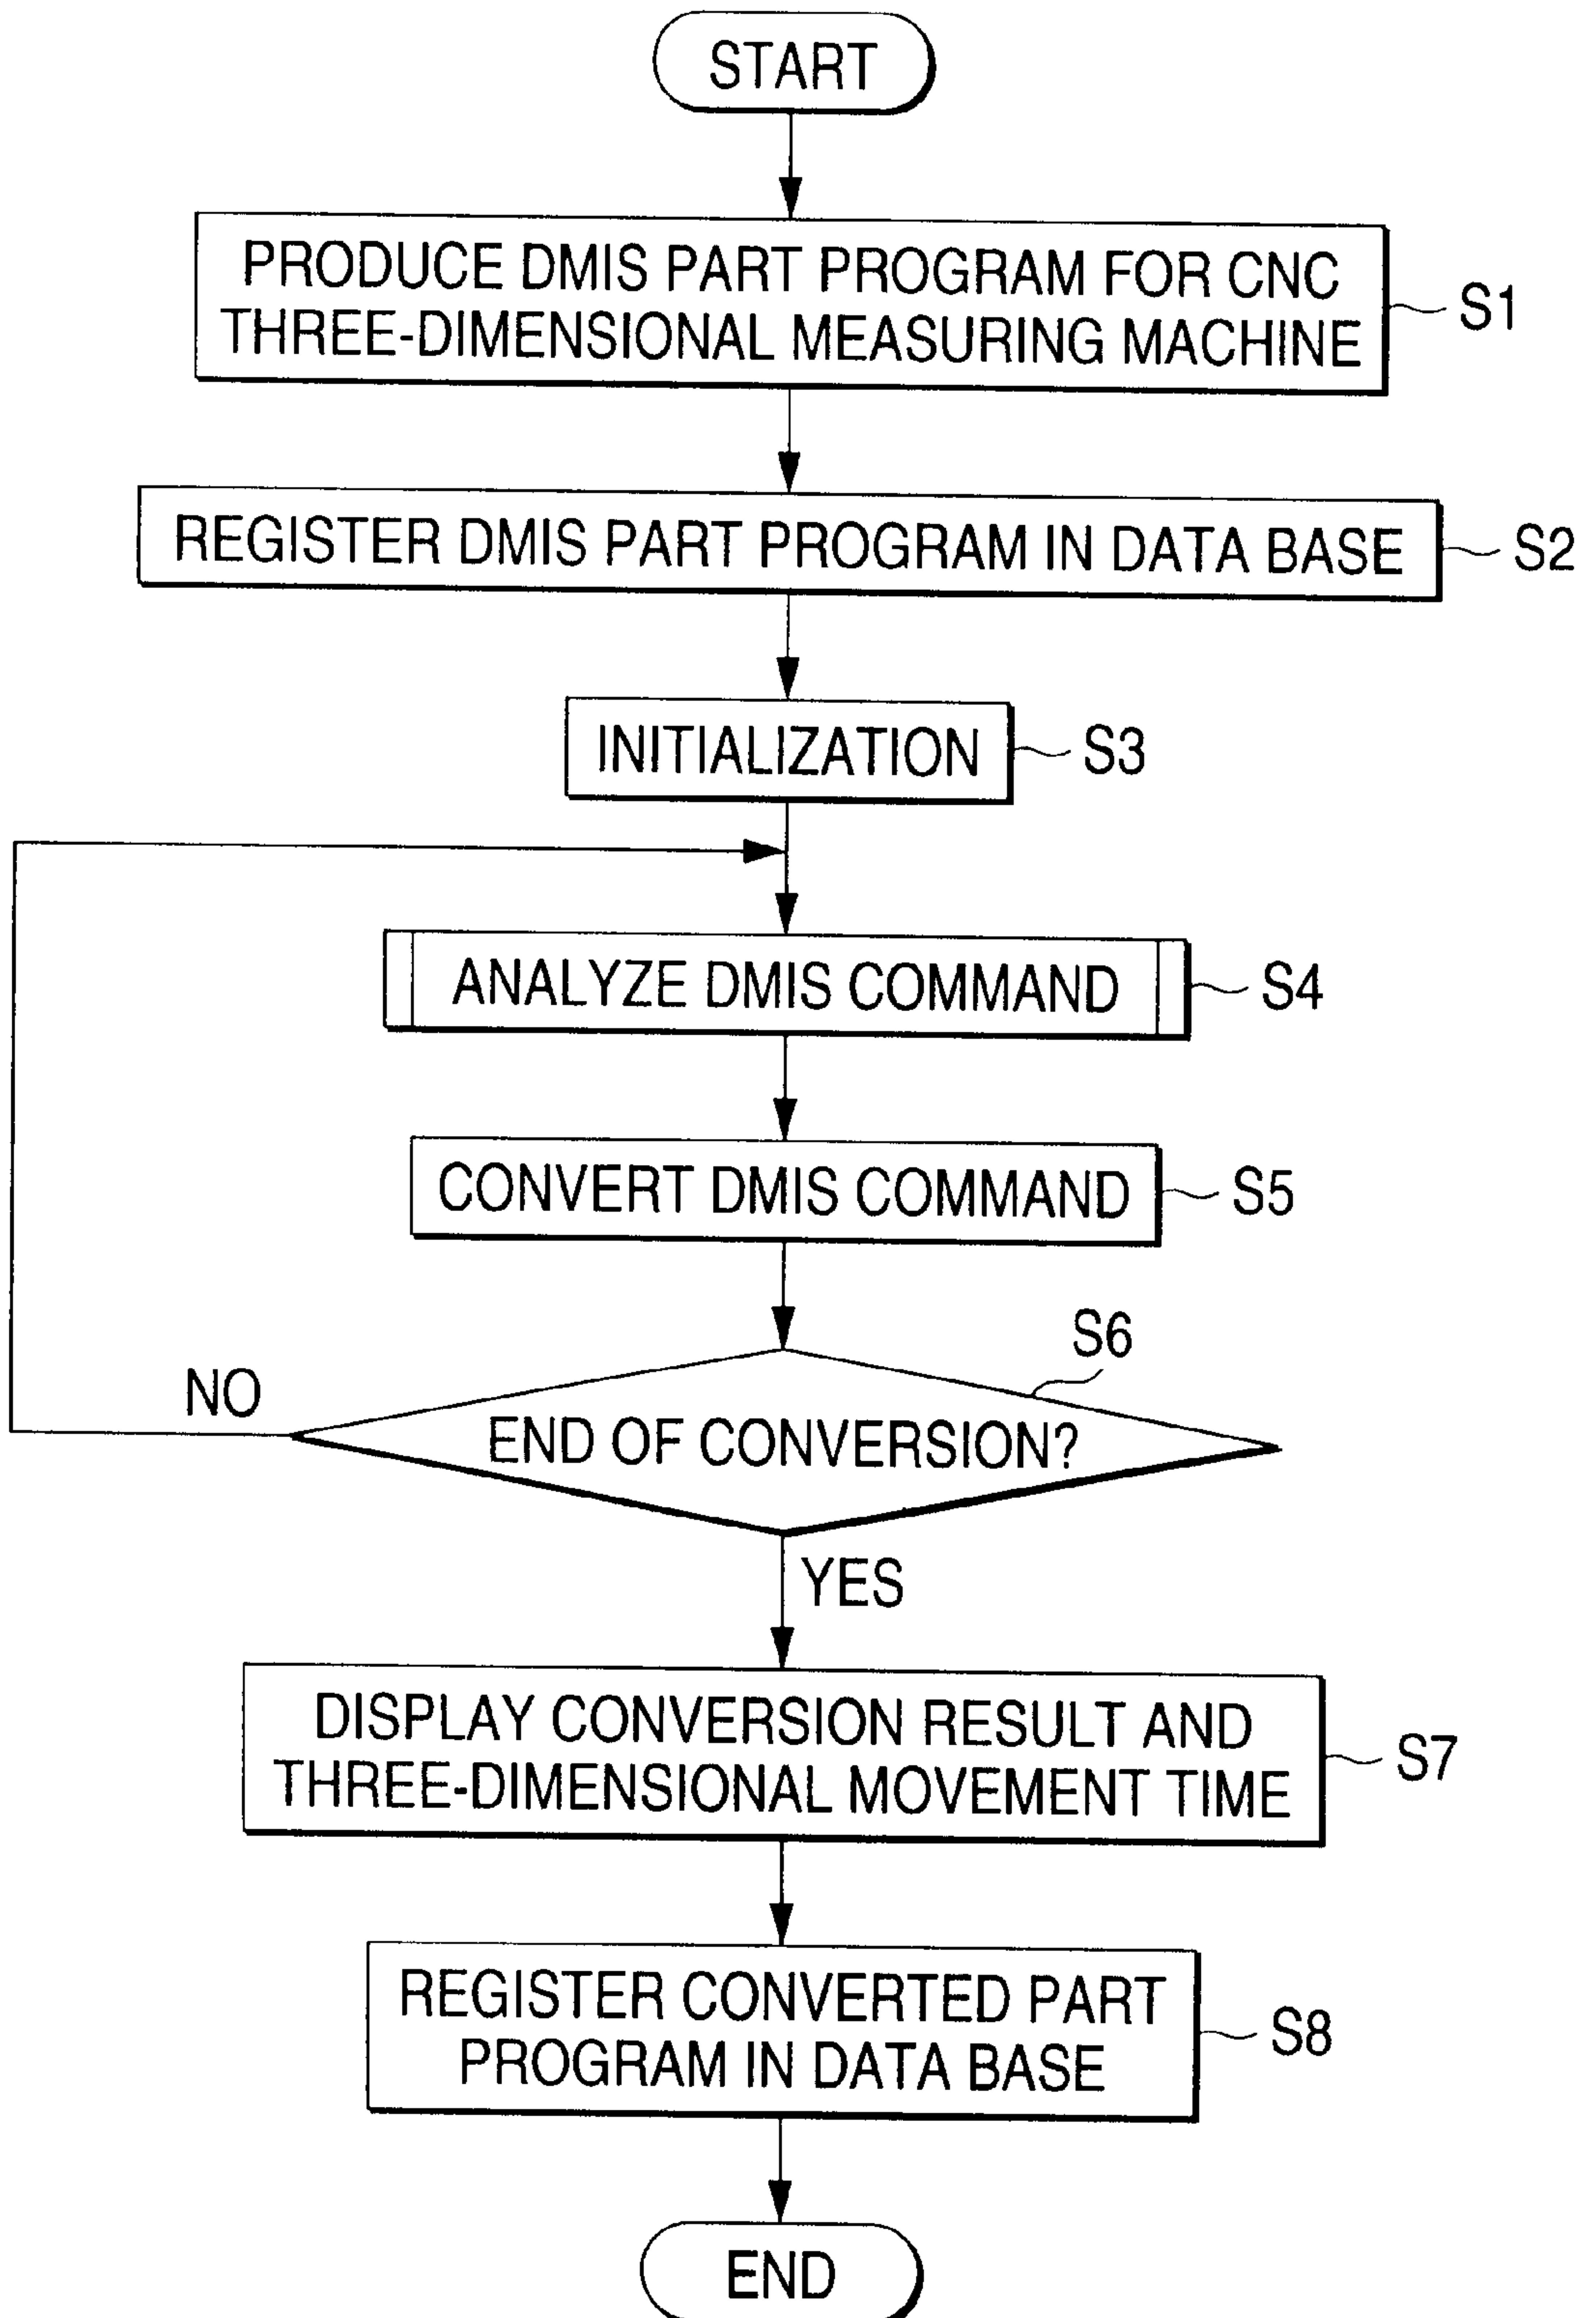 START
PRODUCE DMIS PART PROGRAM FOR CNC
THREE-DIMENSIONAL MEASURING MACHINE
S1
REGISTER DMIS PART PROGRAM IN DATA BASE
S2
INITIALIZATION
S3
ANALYZE DMIS COMMAND
S4
CONVERT DMIS COMMAND
S5
S6
NO
END OF CONVERSION?
YES
DISPLAY CONVERSION RESULT AND
THREE-DIMENSIONAL MOVEMENT TIME
S7
REGISTER CONVERTED PART
PROGRAM IN DATA BASE
S8
END